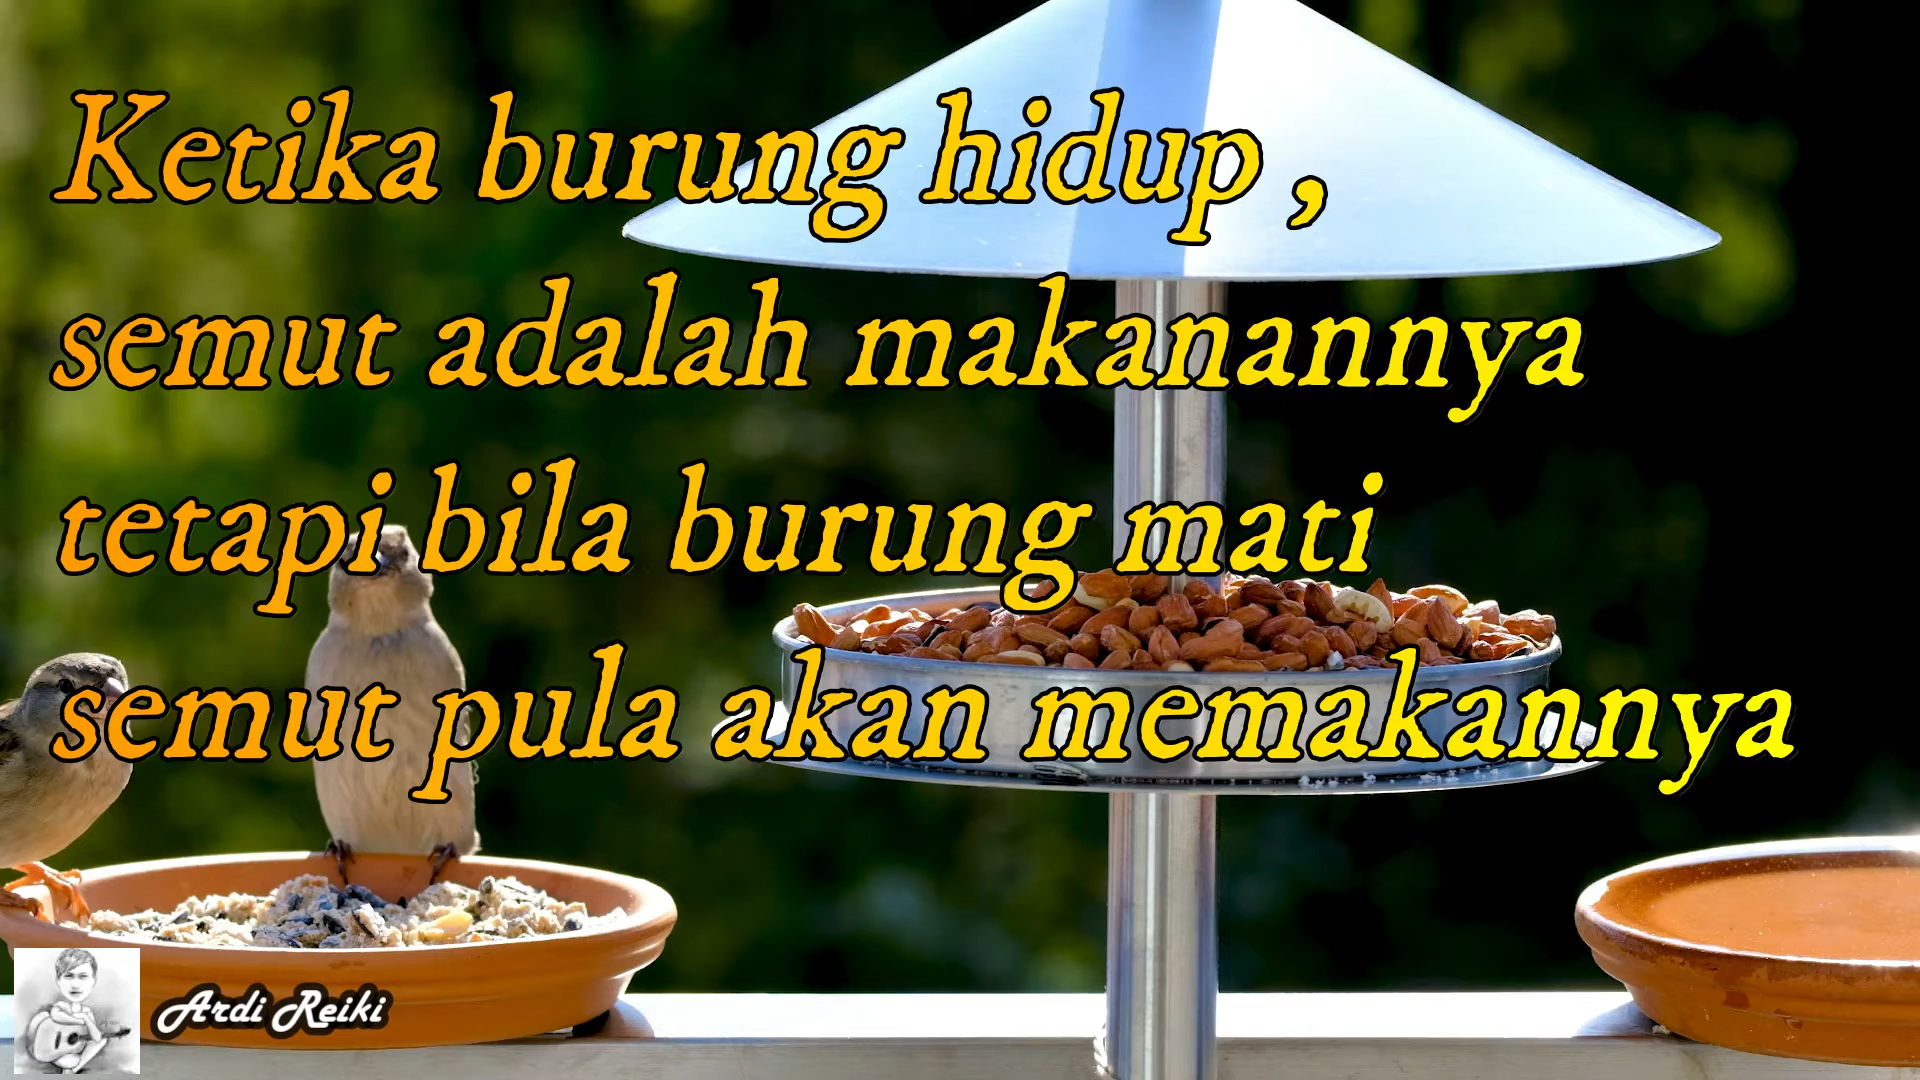 Ketika burung hidup ,
semut adalah makanannya
tetapi bila burung mati
semut pula akan memakannya
Ardi Reiki